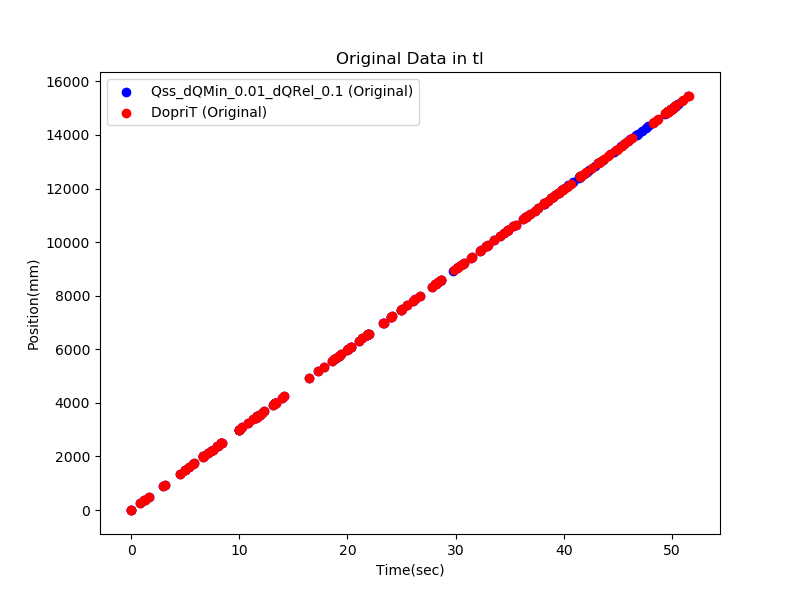 Original Data in tl
Qss_dQMin_0.01_dQRel_0.1 (Original)
DopriT (Original)
16000
14000
12000
10000
8000
6000
4000
2000
0
Position(mm)
0 10 20 30 40 50
Time(sec)